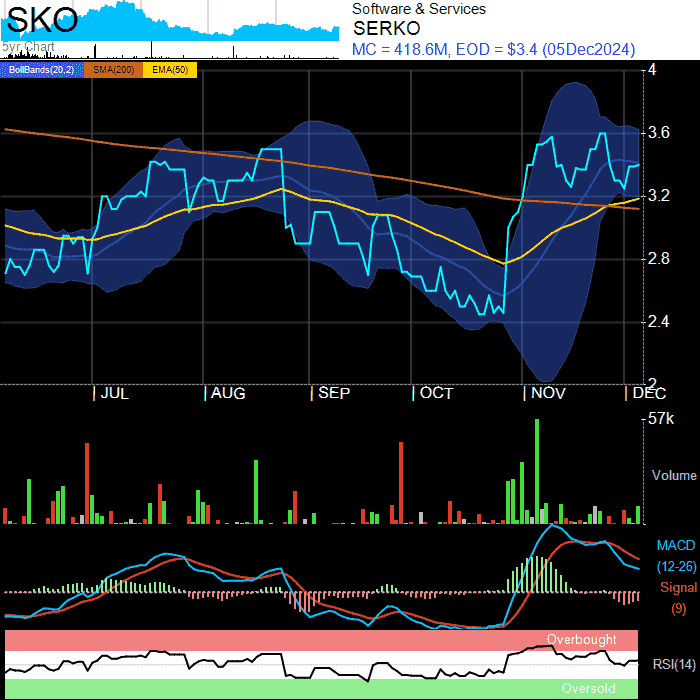 SKO
5yr Chart
Software & Services
SERKO
MC = 418.6M, EOD = $3.4 (05Dec2024)
BollBands(20,2) SMA(200) EMA(50)
4
3.6
3.2
2.8
2.4
2
| JUL | AUG | SEP | OCT | NOV | DEC
57k
Volume
MACD
(12-26)
Signal
(9)
Overbought
RSI(14)
Oversold